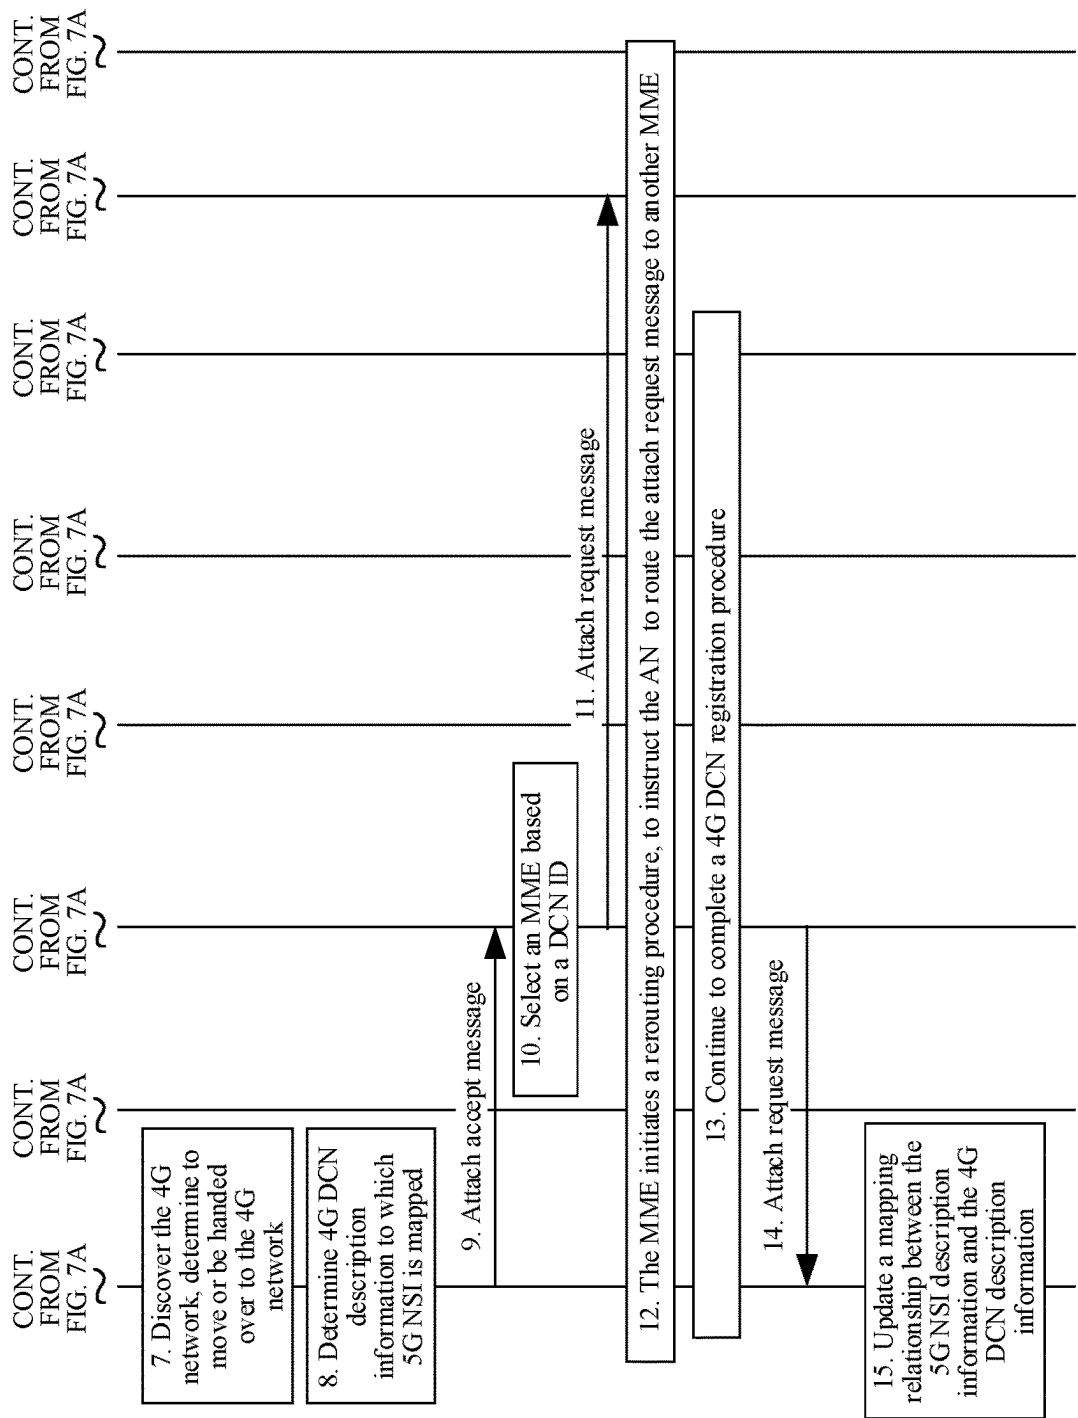 CONT.
FROM
FIG. 7A
CONT.
FROM
FIG. 7A
CONT.
FROM
FIG. 7A
CONT.
FROM
FIG. 7A
CONT.
FROM
FIG. 7A
CONT.
FROM
FIG. 7A
CONT.
FROM
FIG. 7A
CONT.
FROM
FIG. 7A
7. Discover the 4G
network, determine to
move or be handed
over to the 4G
network
8. Determine 4G DCN
description
information to which
5G NSI is mapped
9. Attach accept message
10. Select an MME based
on a DCN ID
11. Attach request message
12. The MME initiates a rerouting procedure, to instruct the AN to route the attach request message to another MME
13. Continue to complete a 4G DCN registration procedure
14. Attach request message
15. Update a mapping
relationship between the
5G NSI description
information and the 4G
DCN description
information